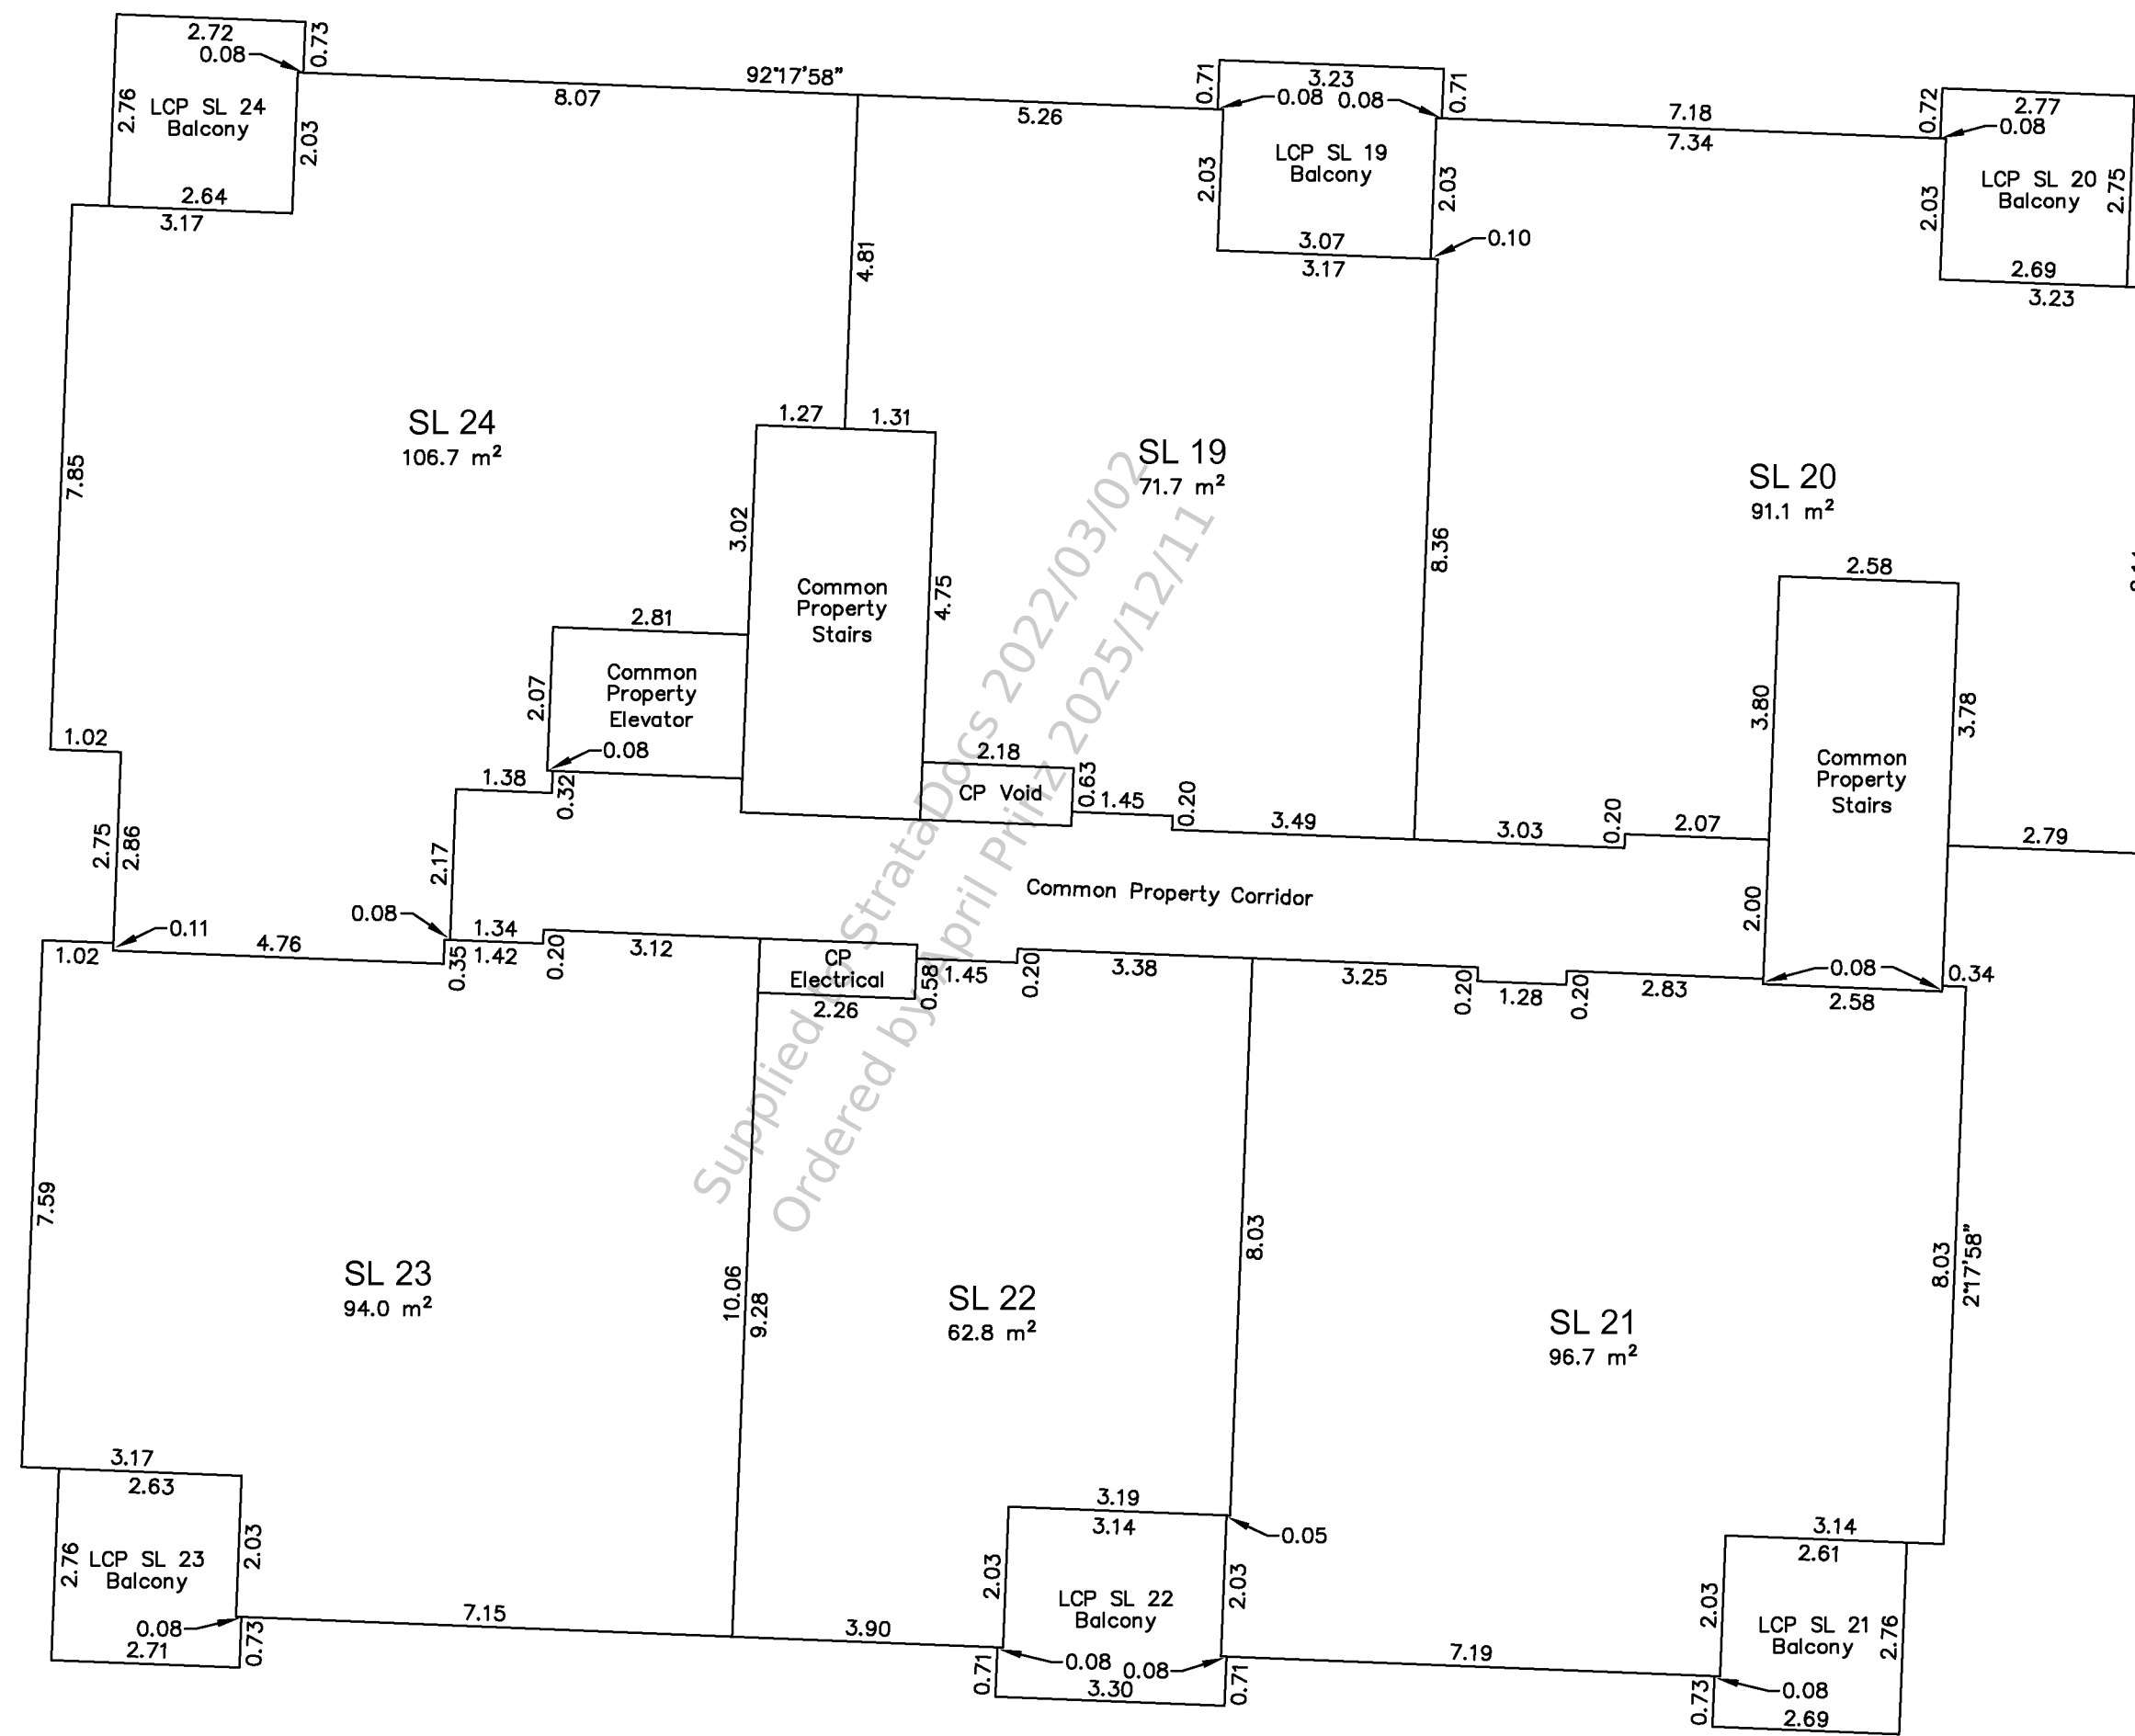 2.72
0.08
0.73
2.76
LCP SL 24
Balcony
2.03
2.64
3.17
92°17'58"
8.07
5.26
0.71
3.23
0.71
0.08
0.08
LCP SL 19
Balcony
2.03
2.03
3.07
3.17
0.10
7.18
7.34
0.72
2.77
0.08
LCP SL 20
Balcony
2.03
2.75
2.69
3.23
4.81
7.85
SL 24
106.7 m²
1.27
1.31
SL 19
71.7 m²
SL 20
91.1 m²
3.02
Common
Property
Stairs
4.75
8.36
2.58
3.80
3.78
Common
Property
Stairs
2.81
2.07
Common
Property
Elevator
0.08
1.02
1.38
0.32
2.18
CP Void
0.63
1.45
0.20
3.49
3.03
0.20
2.07
2.79
2.75
2.86
2.17
0.08
0.11
Common Property Corridor
2.00
1.02
4.76
0.35
1.34
1.42
0.20
3.12
CP
Electrical
0.58
2.26
1.45
0.20
3.38
3.25
0.20
1.28
0.20
2.83
0.08
2.58
0.34
Supplied to StrataDocs 2022/03/02
Ordered by April Prinz 2025/12/11
7.59
SL 23
94.0 m²
10.06
9.28
SL 22
62.8 m²
8.03
SL 21
96.7 m²
8.03
2°17'58"
3.17
2.63
2.76
LCP SL 23
Balcony
2.03
0.08
2.71
0.73
7.15
3.90
3.19
3.14
0.05
2.03
LCP SL 22
Balcony
2.03
0.71
0.08
0.08
3.30
0.71
7.19
3.14
2.61
2.03
LCP SL 21
Balcony
2.76
0.73
0.08
2.69